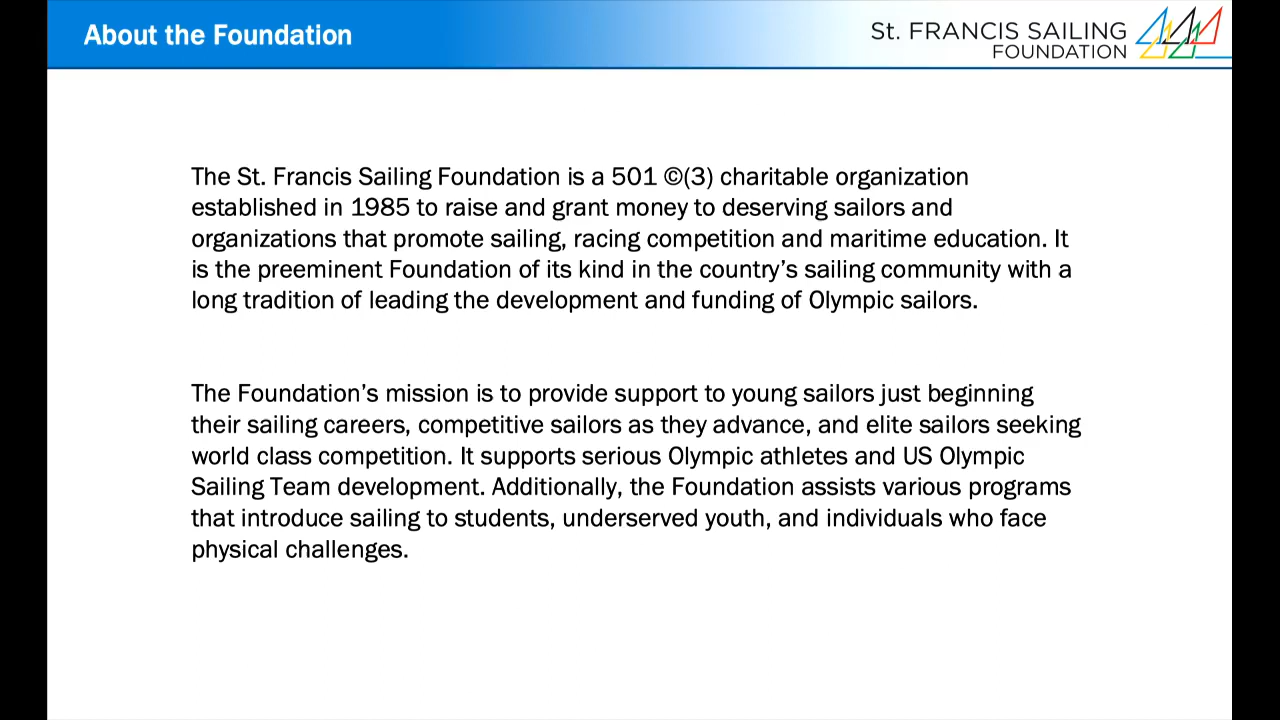 About the Foundation
St. FRANCIS SAILING
FOUNDATION
The St. Francis Sailing Foundation is a 501 ©(3) charitable organization
established in 1985 to raise and grant money to deserving sailors and
organizations that promote sailing, racing competition and maritime education. It
is the preeminent Foundation of its kind in the country’s sailing community with a
long tradition of leading the development and funding of Olympic sailors.
The Foundation’s mission is to provide support to young sailors just beginning
their sailing careers, competitive sailors as they advance, and elite sailors seeking
world class competition. It supports serious Olympic athletes and US Olympic
Sailing Team development. Additionally, the Foundation assists various programs
that introduce sailing to students, underserved youth, and individuals who face
physical challenges.